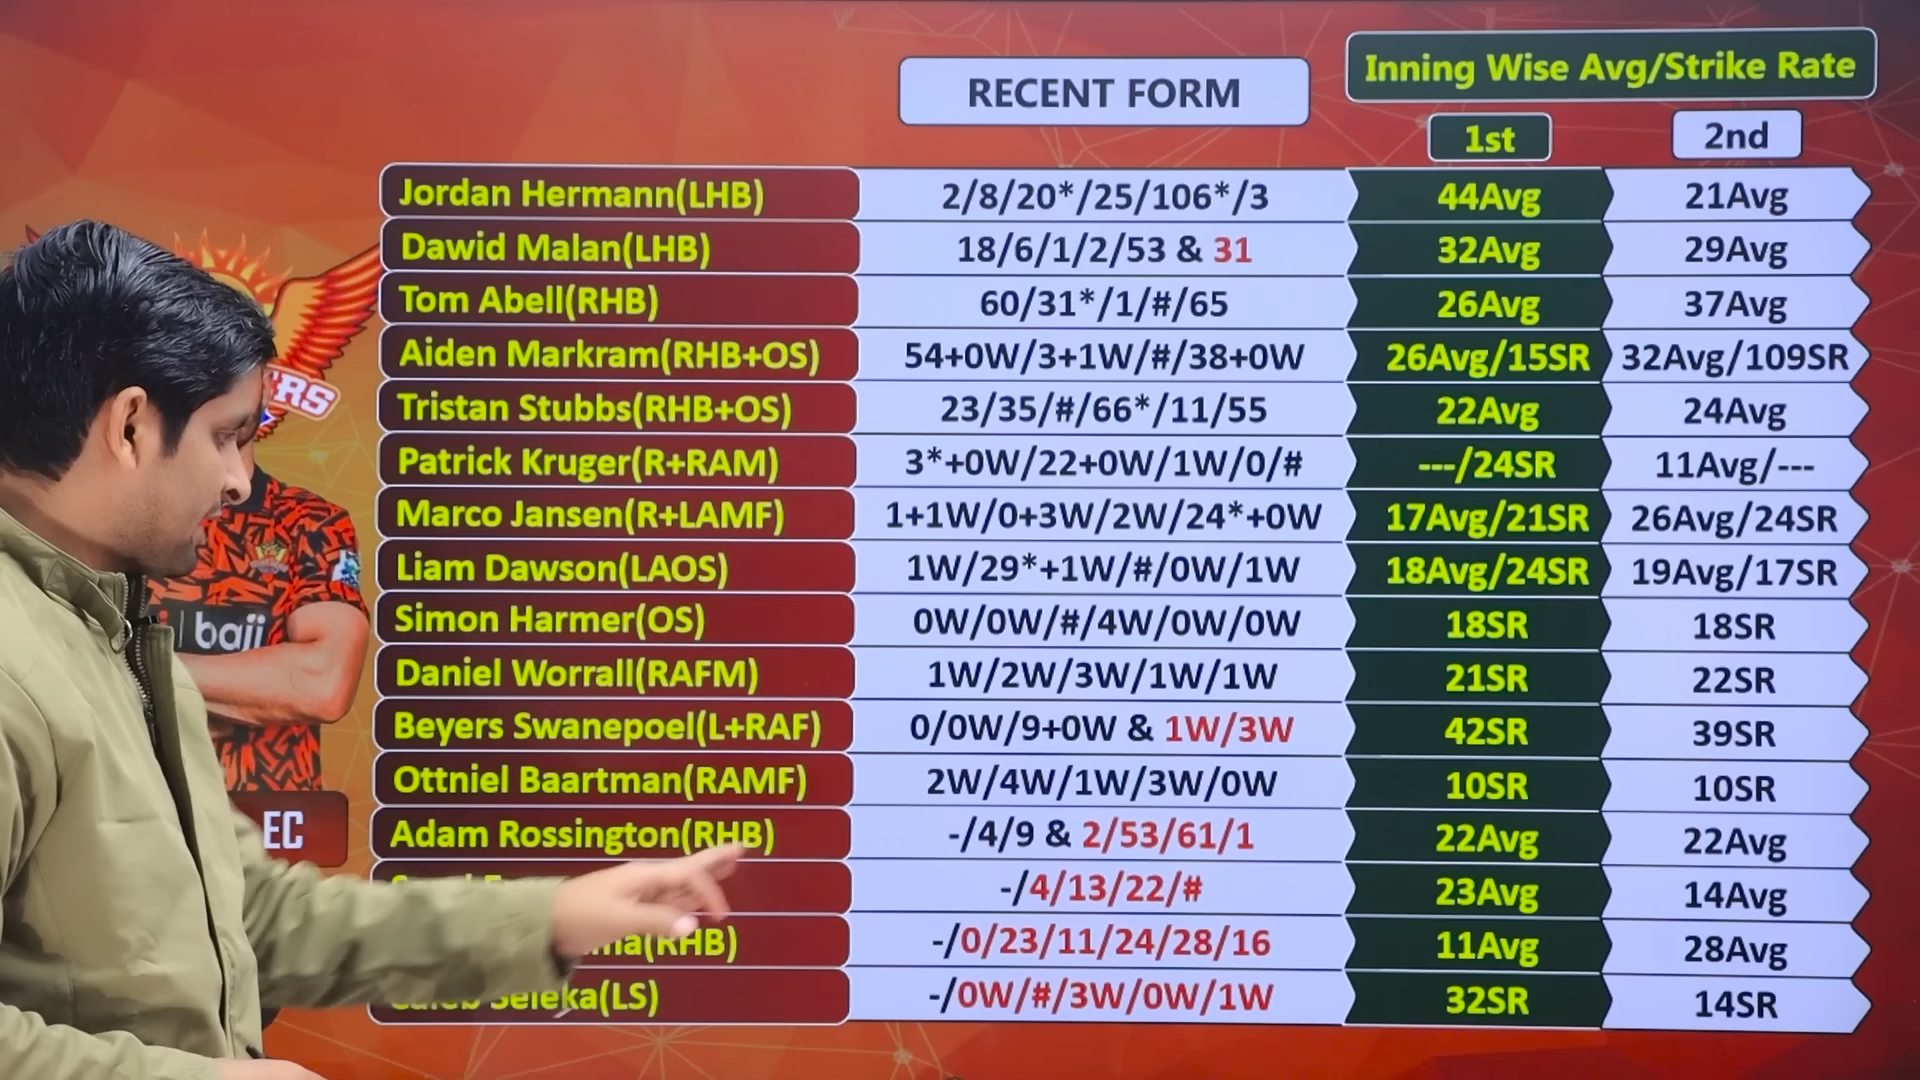 Inning Wise Avg/Strike Rate
RECENT FORM
1st 2nd
Jordan Hermann(LHB) 2/8/20*/25/106*/3 44Avg 21Avg
Dawid Malan(LHB) 18/6/1/2/53 & 31 32Avg 29Avg
Tom Abell(RHB) 60/31*/1/#/65 26Avg 37Avg
Aiden Markram(RHB+OS) 54+0W/3+1W/#/38+0W 26Avg/15SR 32Avg/109SR
Tristan Stubbs(RHB+OS) 23/35/#/66*/11/55 22Avg 24Avg
Patrick Kruger(R+RAM) 3*+0W/22+0W/1W/0/# ---/24SR 11Avg/---
Marco Jansen(R+LAMF) 1+1W/0+3W/2W/24*+0W 17Avg/21SR 26Avg/24SR
Liam Dawson(LAOS) 1W/29*+1W/#/0W/1W 18Avg/24SR 19Avg/17SR
Simon Harmer(OS) 0W/0W/#/4W/0W/0W 18SR 18SR
Daniel Worrall(RAFM) 1W/2W/3W/1W/1W 21SR 22SR
Beyers Swanepoel(L+RAF) 0/0W/9+0W & 1W/3W 42SR 39SR
Ottniel Baartman(RAMF) 2W/4W/1W/3W/0W 10SR 10SR
Adam Rossington(RHB) -/4/9 & 2/53/61/1 22Avg 22Avg
-/4/13/22/# 23Avg 14Avg
(RHB) -/0/23/11/24/28/16 11Avg 28Avg
Seleka(LS) -/0W/#/3W/0W/1W 32SR 14SR
RS
baji
EC